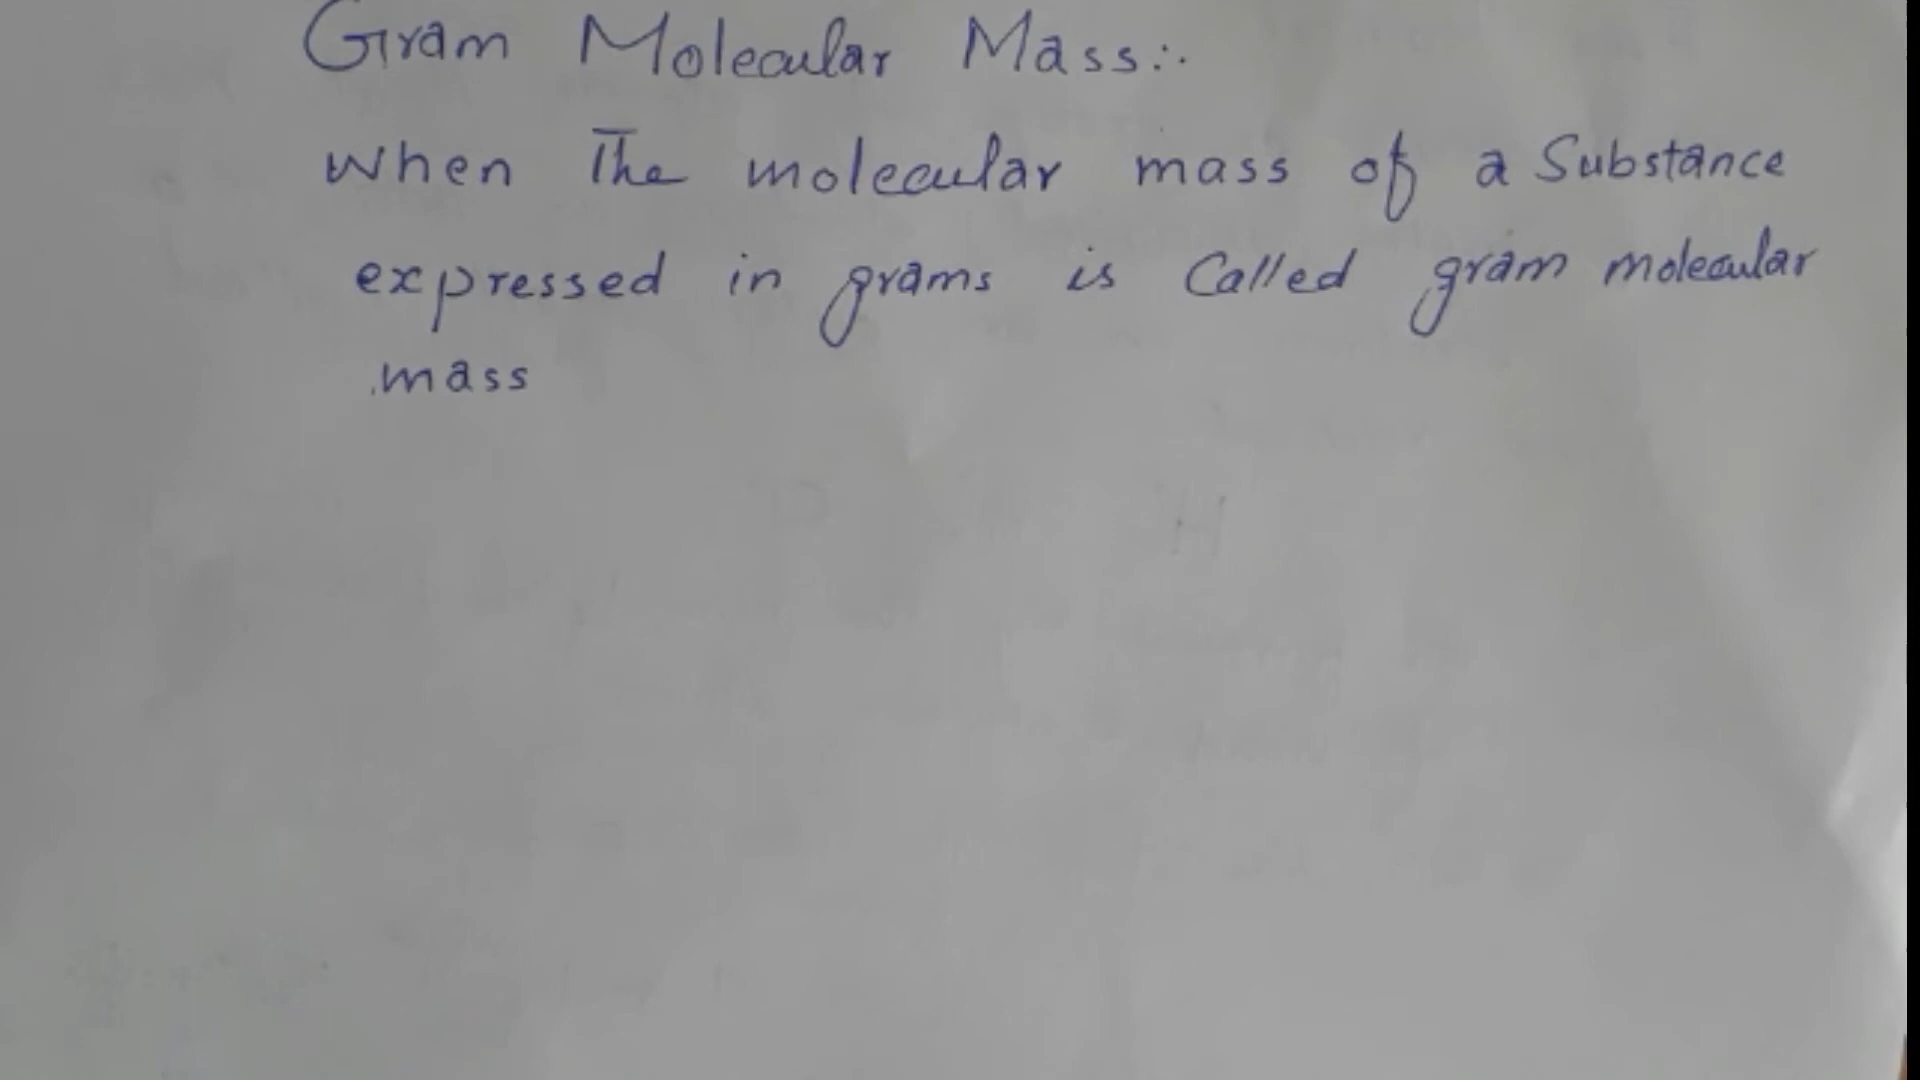 Gram Molecular Mass:.
when The molecular mass of a Substance
expressed in grams is Called gram molecular
mass